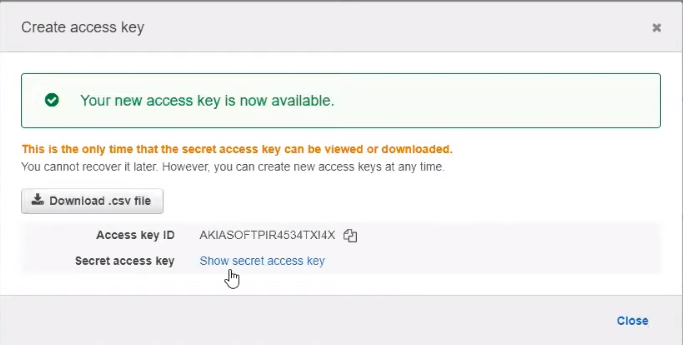 Create access key
Your new access key is now available.
This is the only time that the secret access key can be viewed or downloaded.
You cannot recover it later. However, you can create new access keys at any time.
Download .csv file
Access key ID AKIASOFTPIR4534TXI4X
Secret access key Show secret access key
Close